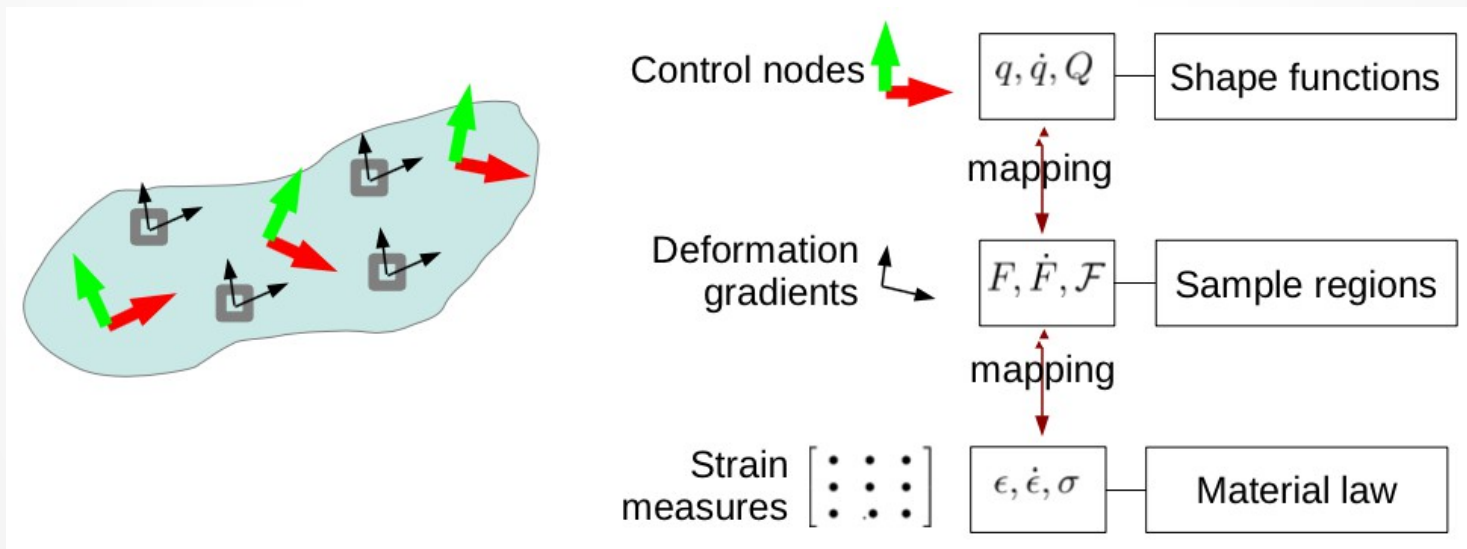 Control nodes
q, q̇, Q
Shape functions
mapping
Deformation
gradients
F, Ḟ, ℱ
Sample regions
mapping
Strain
measures
ϵ, ϵ̇, σ
Material law